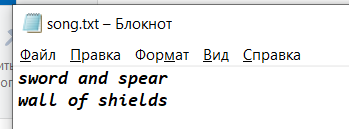 song.txt – Блокнот
Файл Правка Формат Вид Справка
sword and spear
wall of shields